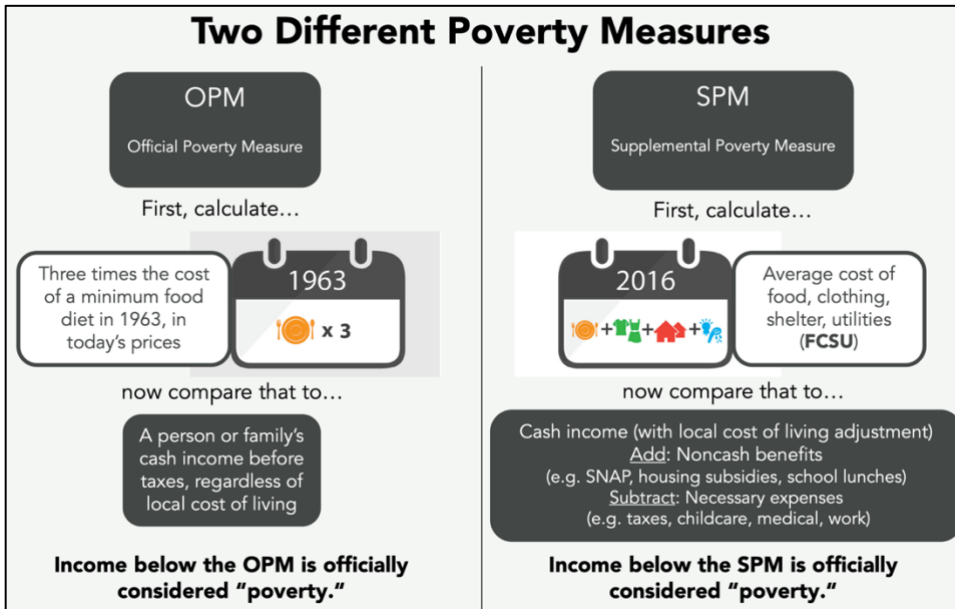 Two Different Poverty Measures
OPM
Official Poverty Measure
First, calculate...
Three times the cost
of a minimum food
diet in 1963, in
today's prices
1963
x 3
now compare that to...
A person or family's
cash income before
taxes, regardless of
local cost of living
Income below the OPM is officially
considered "poverty."
SPM
Supplemental Poverty Measure
First, calculate...
2016
+ + +
Average cost of
food, clothing,
shelter, utilities
(FCSU)
now compare that to...
Cash income (with local cost of living adjustment)
Add: Noncash benefits
(e.g. SNAP, housing subsidies, school lunches)
Subtract: Necessary expenses
(e.g. taxes, childcare, medical, work)
Income below the SPM is officially
considered "poverty."